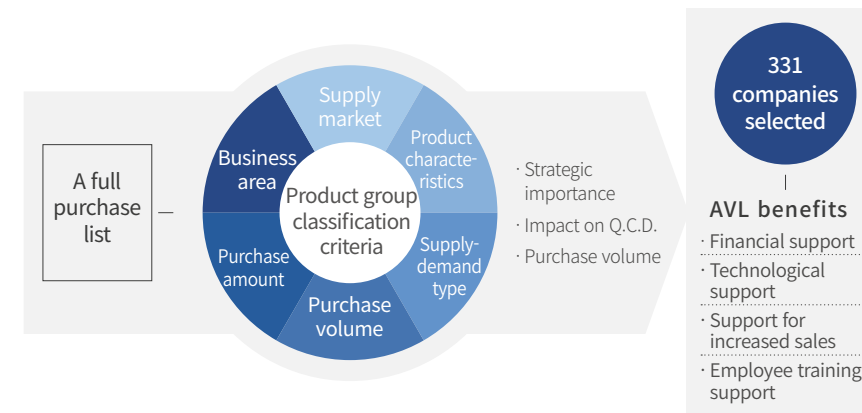 A full
purchase
list
Supply
market
Product
characte-
ristics
Supply-
demand
type
Purchase
volume
Purchase
amount
Business
area
Product group
classification
criteria
· Strategic
importance
· Impact on Q.C.D.
· Purchase volume
331
companies
selected
AVL benefits
· Financial support
· Technological
support
· Support for
increased sales
· Employee training
support